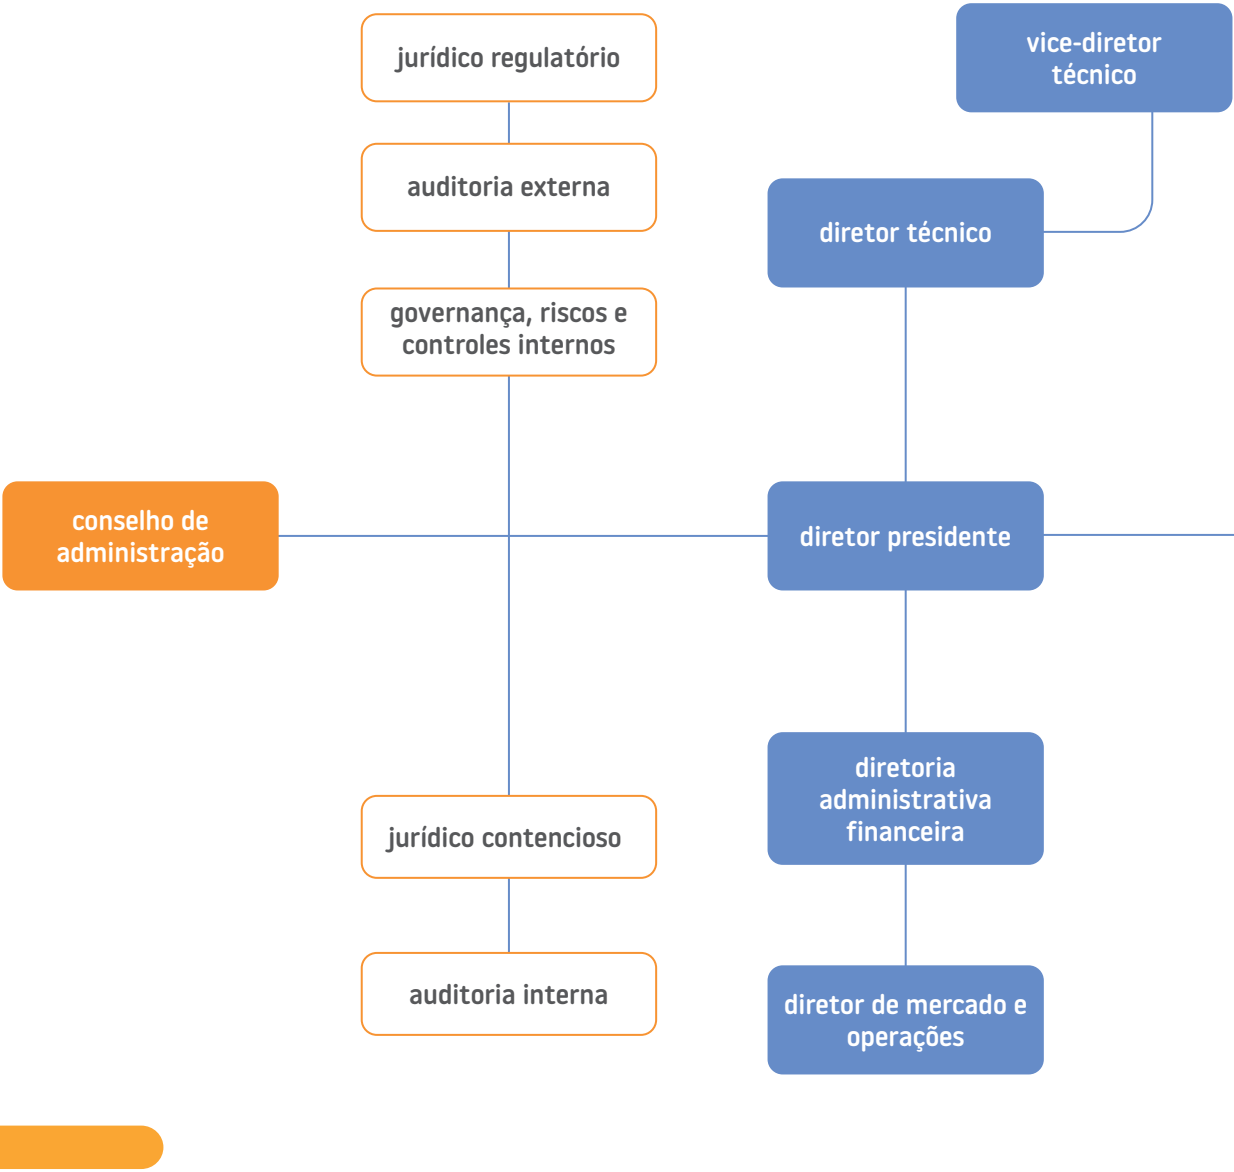 jurídico regulatório
auditoria externa
governança, riscos e
controles internos
conselho de
administração
jurídico contencioso
auditoria interna
vice-diretor
técnico
diretor técnico
diretor presidente
diretoria
administrativa
financeira
diretor de mercado e
operações